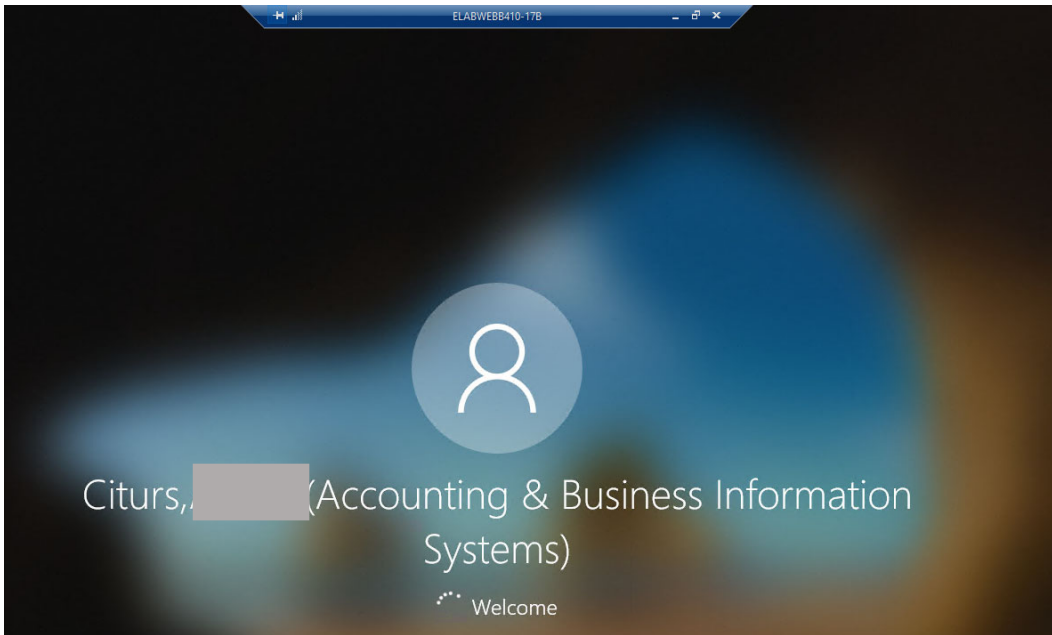 ELABWEBB410-17B
Citurs, (Accounting & Business Information
Systems)
Welcome